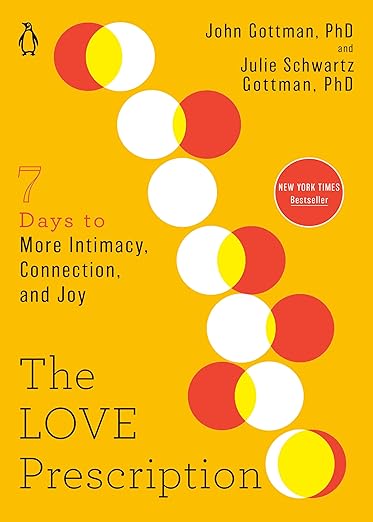 John Gottman, PhD
and
Julie Schwartz
Gottman, PhD
NEW YORK TIMES
Bestseller
7
Days to
More Intimacy,
Connection,
and Joy
The
LOVE
Prescription